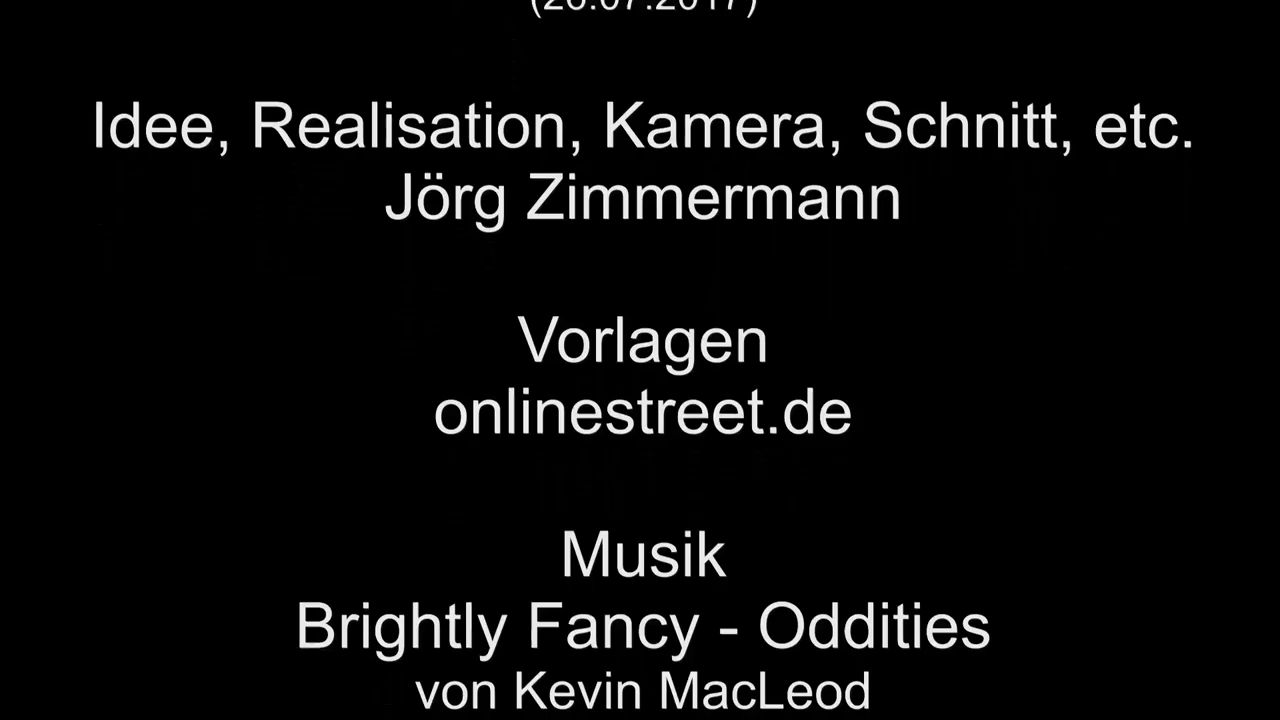 Idee, Realisation, Kamera, Schnitt, etc.
Jörg Zimmermann
Vorlagen
onlinestreet.de
Musik
Brightly Fancy - Oddities
von Kevin MacLeod